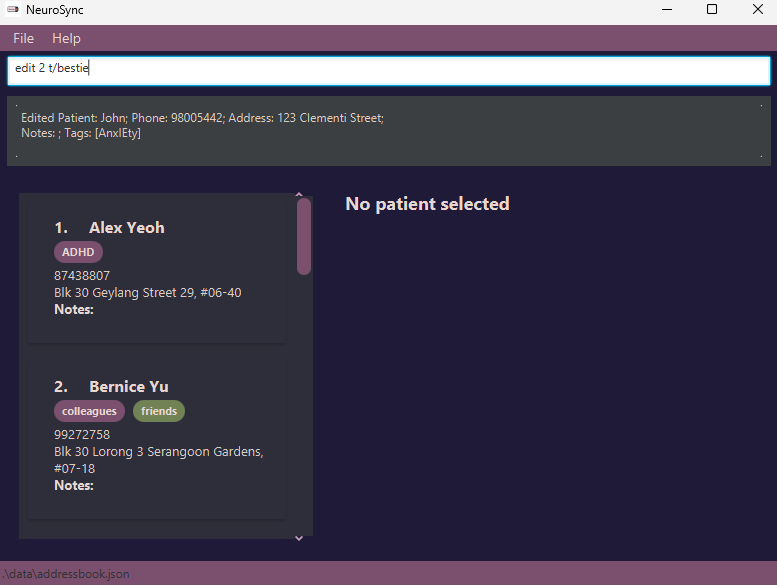 NeuroSync
File Help
edit 2 t/bestie
Edited Patient: John; Phone: 98005442; Address: 123 Clementi Street;
Notes: ; Tags: [AnxIEty]
No patient selected
1. Alex Yeoh
ADHD
87438807
Blk 30 Geylang Street 29, #06-40
Notes:
2. Bernice Yu
colleagues friends
99272758
Blk 30 Lorong 3 Serangoon Gardens,
#07-18
Notes:
.\data\addressbook.json